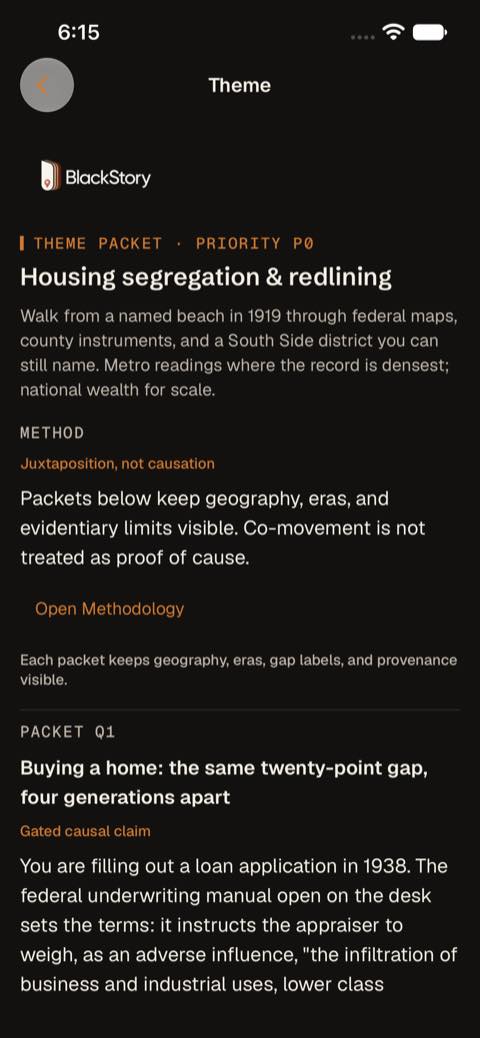 6:15
Theme
BlackStory
THEME PACKET · PRIORITY P0
Housing segregation & redlining
Walk from a named beach in 1919 through federal maps,
county instruments, and a South Side district you can
still name. Metro readings where the record is densest;
national wealth for scale.
METHOD
Juxtaposition, not causation
Packets below keep geography, eras, and
evidentiary limits visible. Co-movement is not
treated as proof of cause.
Open Methodology
Each packet keeps geography, eras, gap labels, and provenance
visible.
PACKET Q1
Buying a home: the same twenty-point gap,
four generations apart
Gated causal claim
You are filling out a loan application in 1938. The
federal underwriting manual open on the desk
sets the terms: it instructs the appraiser to
weigh, as an adverse influence, "the infiltration of
business and industrial uses, lower class